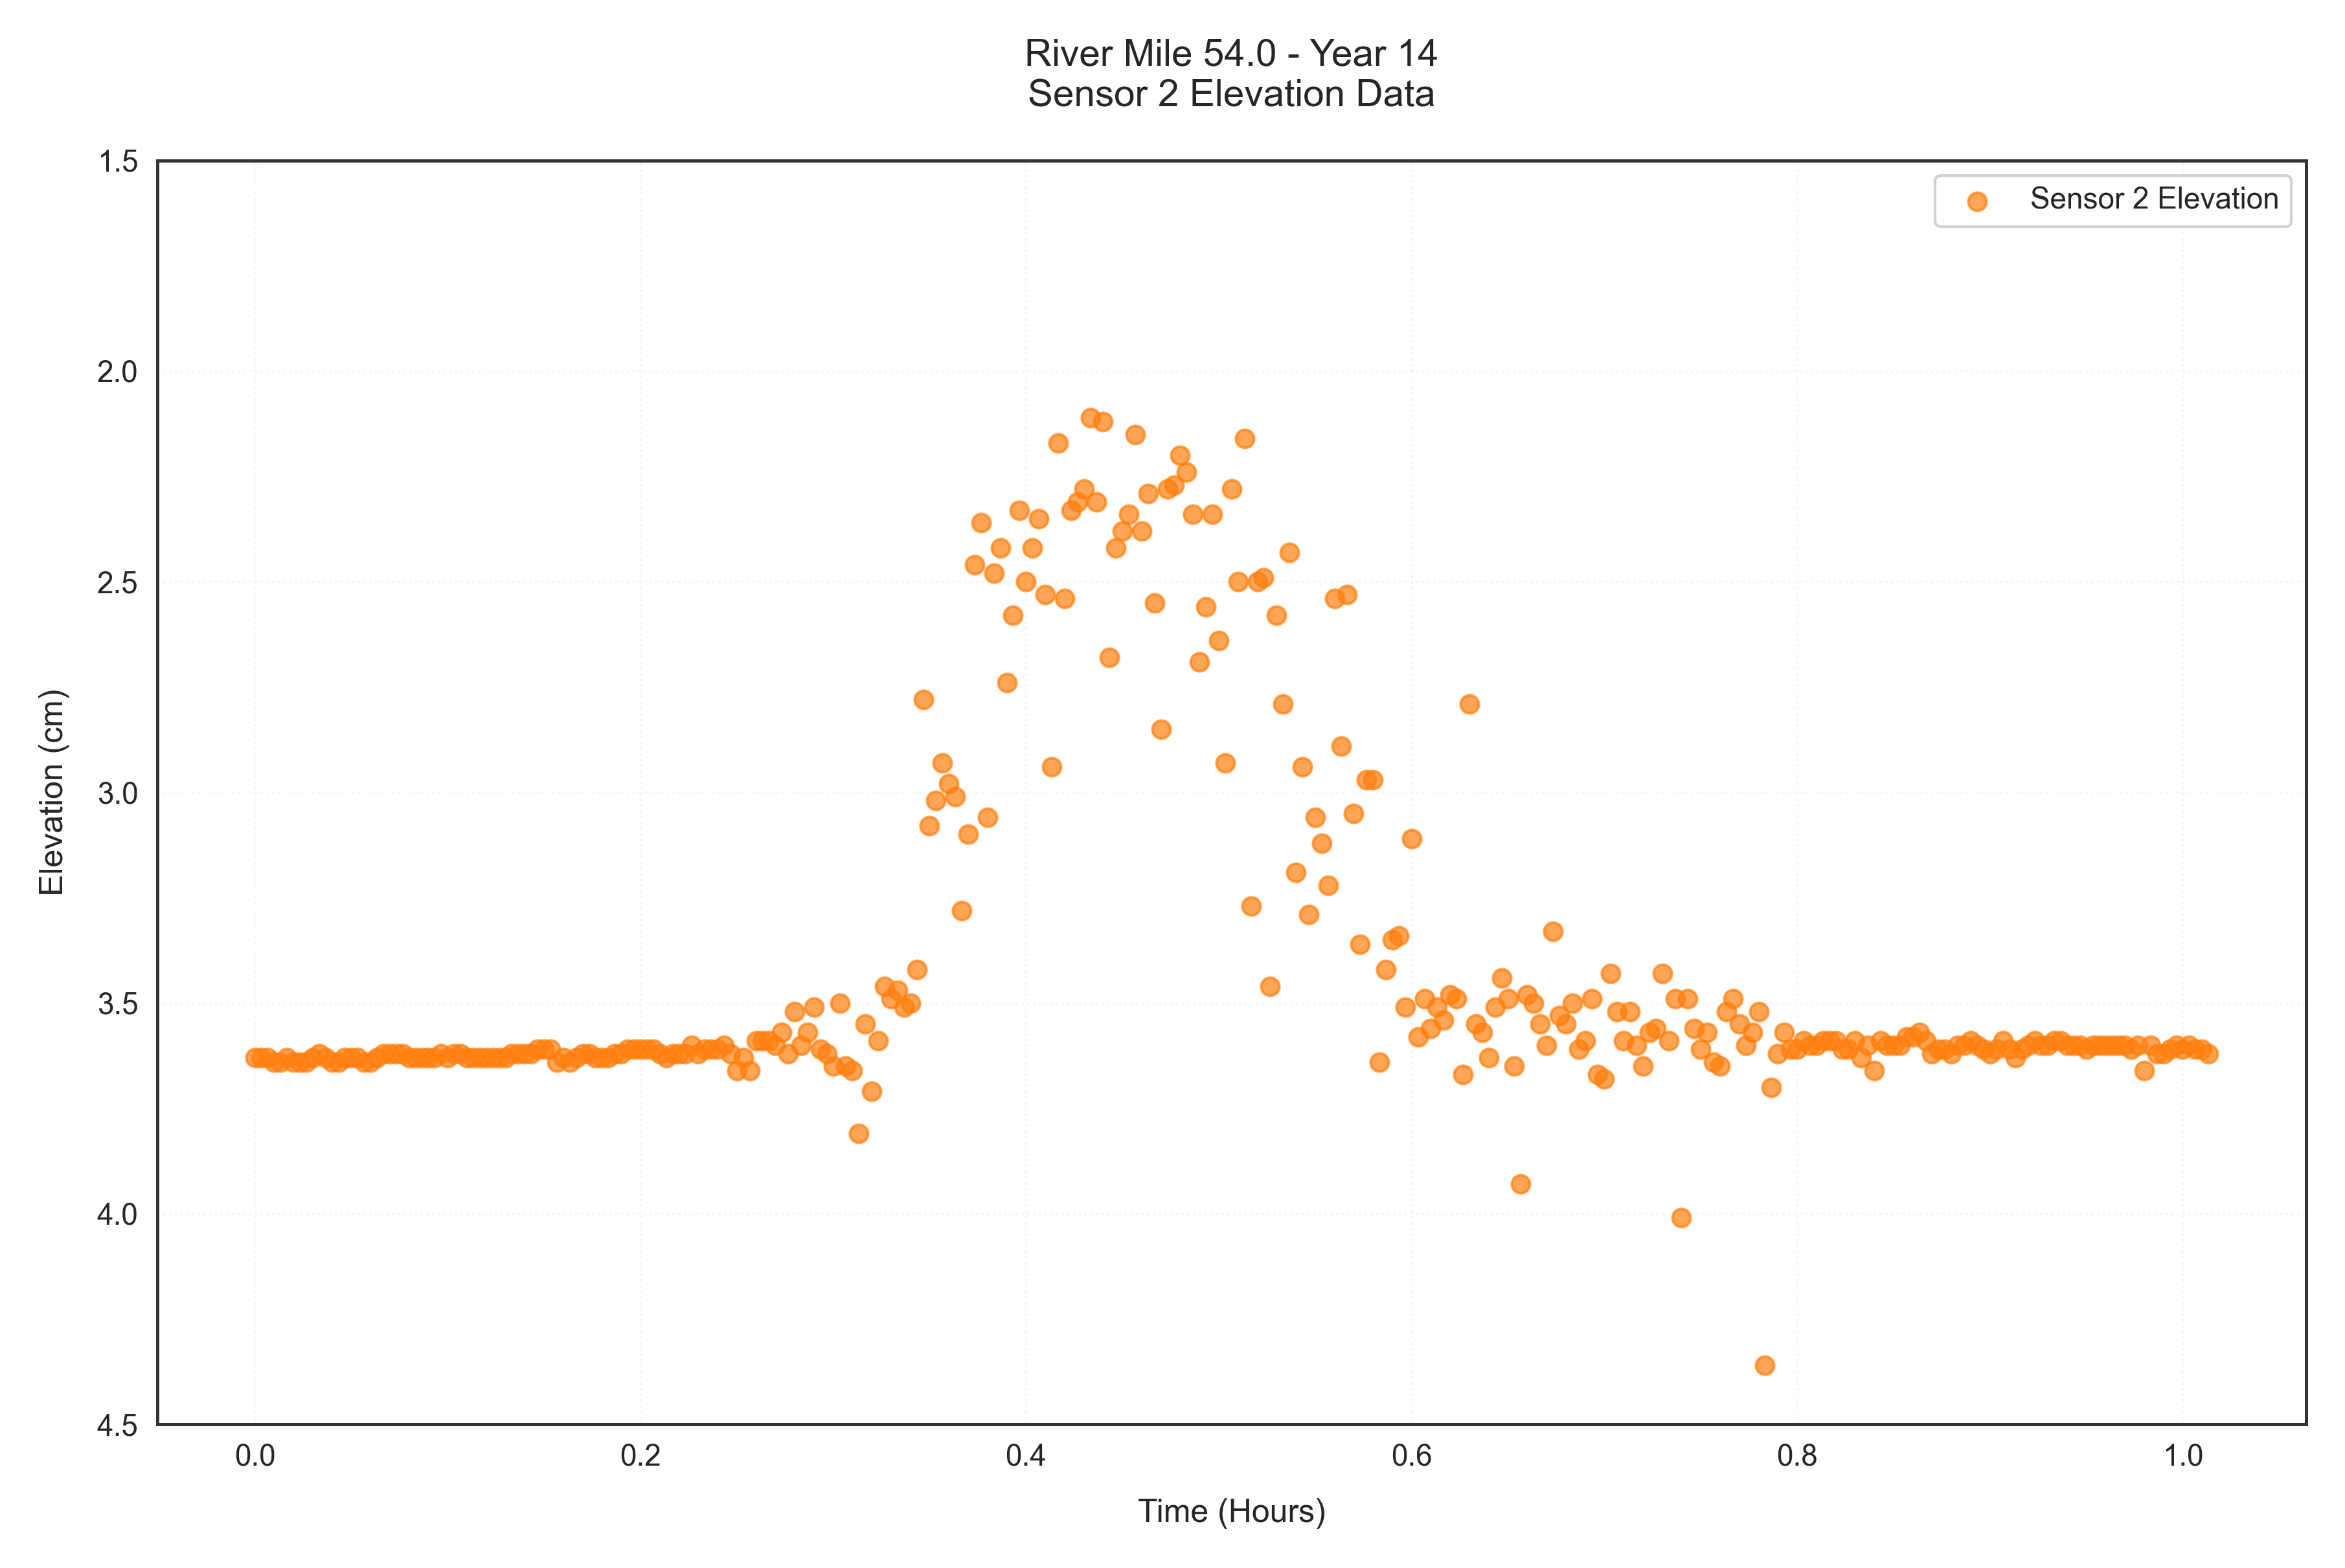 River Mile 54.0 - Year 14
Sensor 2 Elevation Data
Sensor 2 Elevation
1.5
2.0
2.5
3.0
3.5
4.0
4.5
Elevation (cm)
0.0 0.2 0.4 0.6 0.8 1.0
Time (Hours)